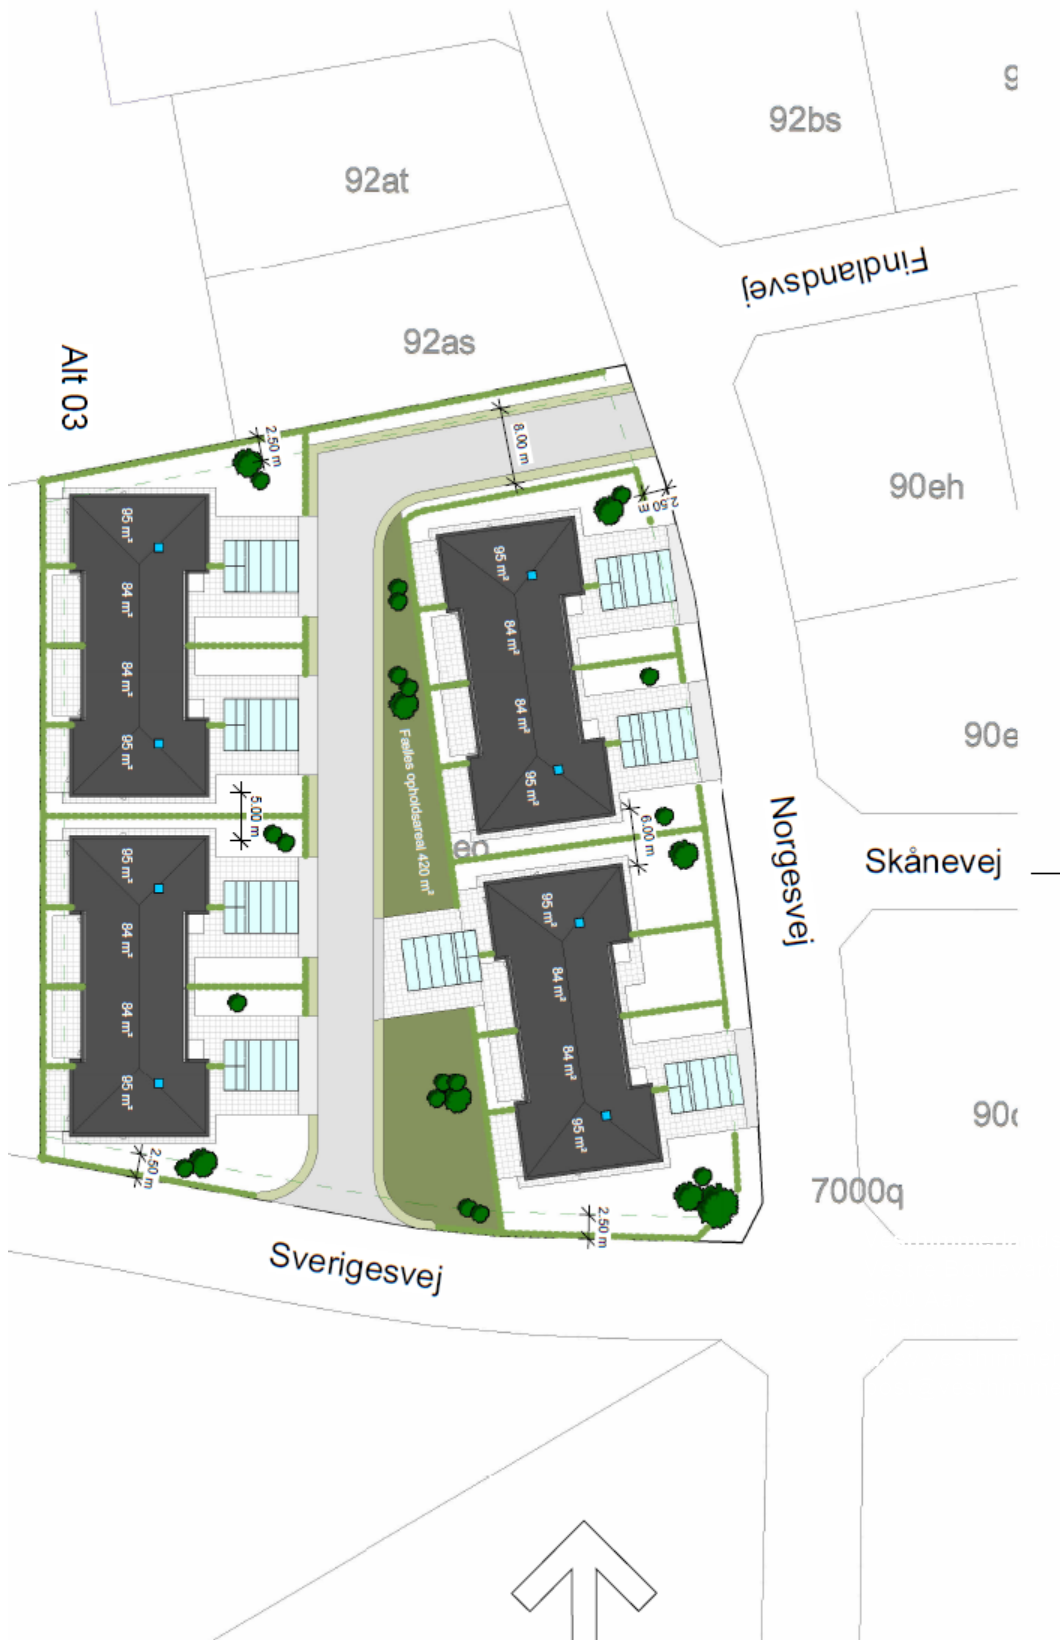 92bs
92at
Findlandsvej
92as
Alt 03
2.50 m
8.00 m
90eh
2.50 m
95 m²
84 m²
84 m²
95 m²
95 m²
84 m²
84 m²
95 m²
Fælles opholdsareal 420 m²
90e
5.00 m
6.00 m
Norgesvej
Skånevej
95 m²
84 m²
84 m²
95 m²
95 m²
84 m²
84 m²
95 m²
2.50 m
2.50 m
7000q
Sverigesvej